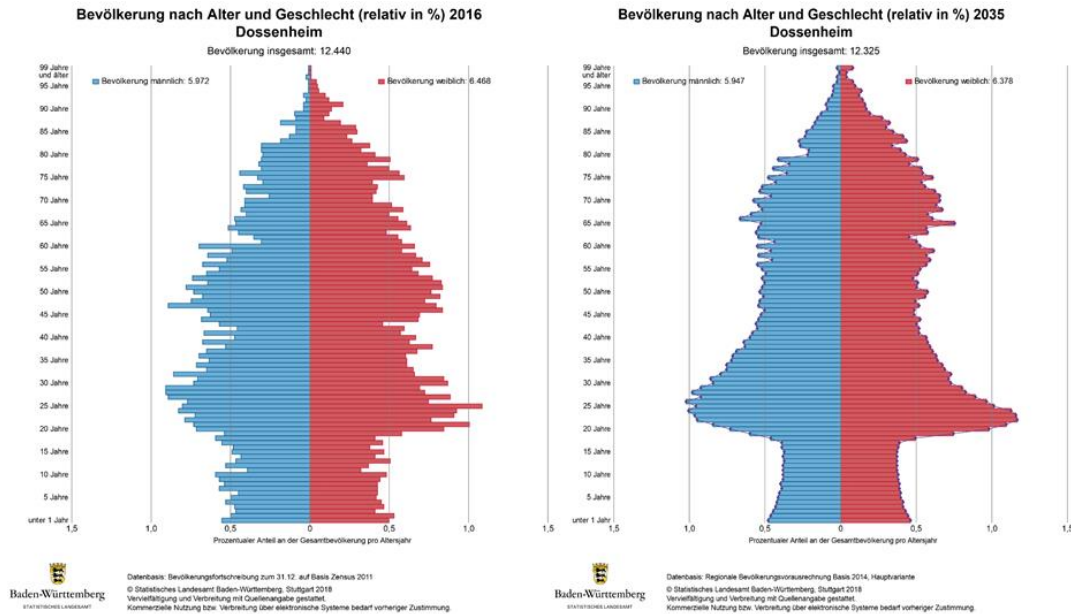 Bevölkerung nach Alter und Geschlecht (relativ in %) 2016
Dossenheim
Bevölkerung insgesamt: 12.440
99 Jahre
und älter
Bevölkerung männlich: 5.972
Bevölkerung weiblich: 6.468
95 Jahre
90 Jahre
85 Jahre
80 Jahre
75 Jahre
70 Jahre
65 Jahre
60 Jahre
55 Jahre
50 Jahre
45 Jahre
40 Jahre
35 Jahre
30 Jahre
25 Jahre
20 Jahre
15 Jahre
10 Jahre
5 Jahre
unter 1 Jahr
1,5 1,0 0,5 0 0,5 1,0 1,5
Prozentualer Anteil an der Gesamtbevölkerung pro Altersjahr
Baden-Württemberg
STATISTISCHES LANDESAMT
Datenbasis: Bevölkerungsfortschreibung zum 31.12. auf Basis Zensus 2011
© Statistisches Landesamt Baden-Württemberg, Stuttgart 2018
Vervielfältigung und Verbreitung mit Quellenangabe gestattet.
Kommerzielle Nutzung bzw. Verbreitung über elektronische Systeme bedarf vorheriger Zustimmung.
Bevölkerung nach Alter und Geschlecht (relativ in %) 2035
Dossenheim
Bevölkerung insgesamt: 12.325
99 Jahre
und älter
Bevölkerung männlich: 5.947
Bevölkerung weiblich: 6.378
95 Jahre
90 Jahre
85 Jahre
80 Jahre
75 Jahre
70 Jahre
65 Jahre
60 Jahre
55 Jahre
50 Jahre
45 Jahre
40 Jahre
35 Jahre
30 Jahre
25 Jahre
20 Jahre
15 Jahre
10 Jahre
5 Jahre
unter 1 Jahr
1,5 1,0 0,5 0 0,5 1,0 1,5
Prozentualer Anteil an der Gesamtbevölkerung pro Altersjahr
Baden-Württemberg
STATISTISCHES LANDESAMT
Datenbasis: Regionale Bevölkerungsvorausrechnung Basis 2014, Hauptvariante
© Statistisches Landesamt Baden-Württemberg, Stuttgart 2018
Vervielfältigung und Verbreitung mit Quellenangabe gestattet.
Kommerzielle Nutzung bzw. Verbreitung über elektronische Systeme bedarf vorheriger Zustimmung.